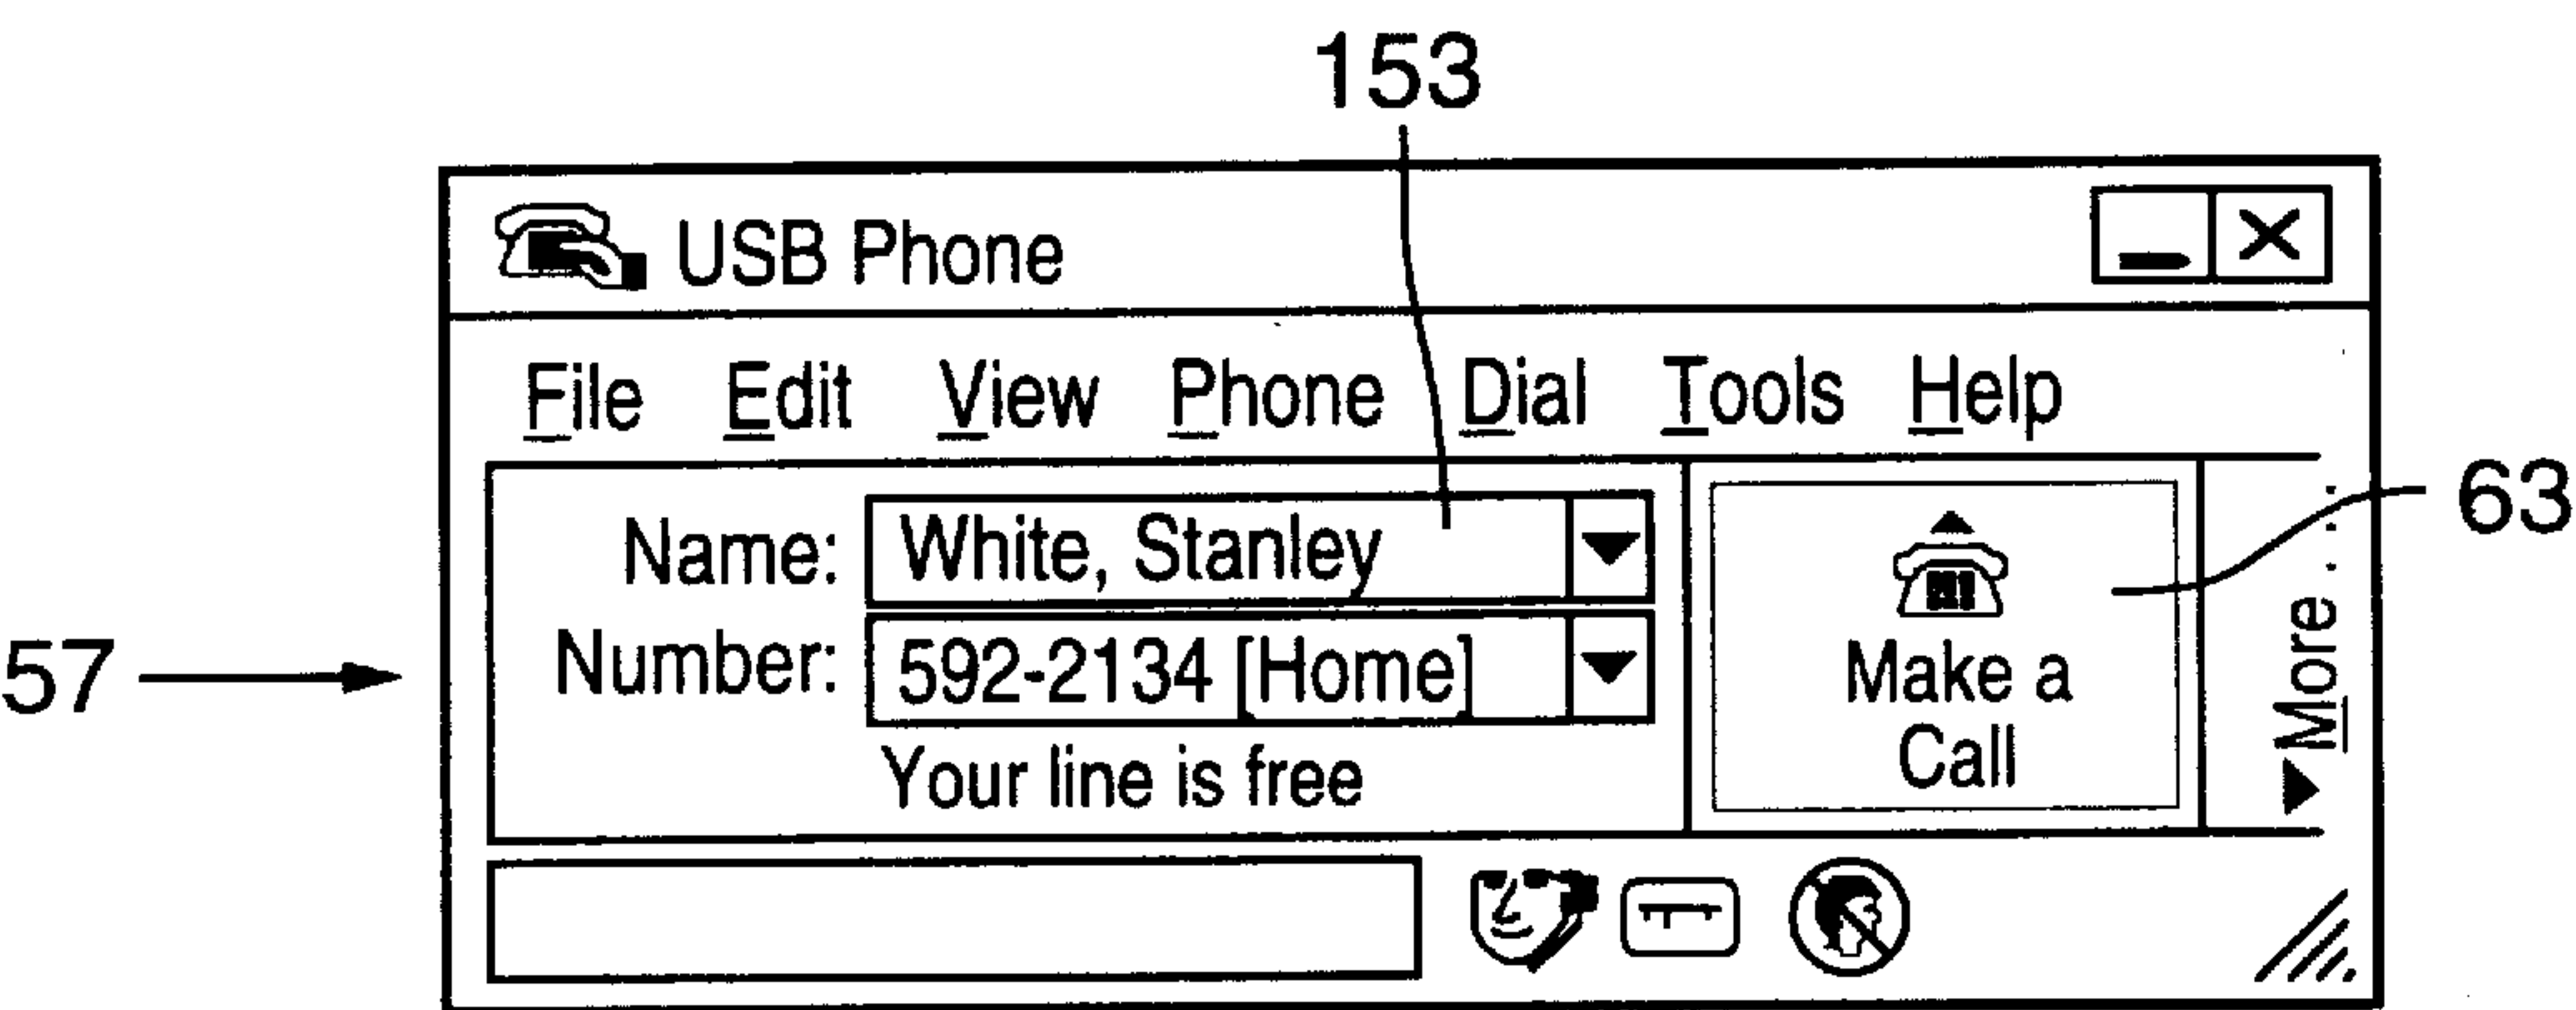 153
USB Phone
File Edit View Phone Dial Tools Help
Name: White, Stanley
63
Number: 592-2134 [Home]
57
Your line is free
Make a
Call
More . . .